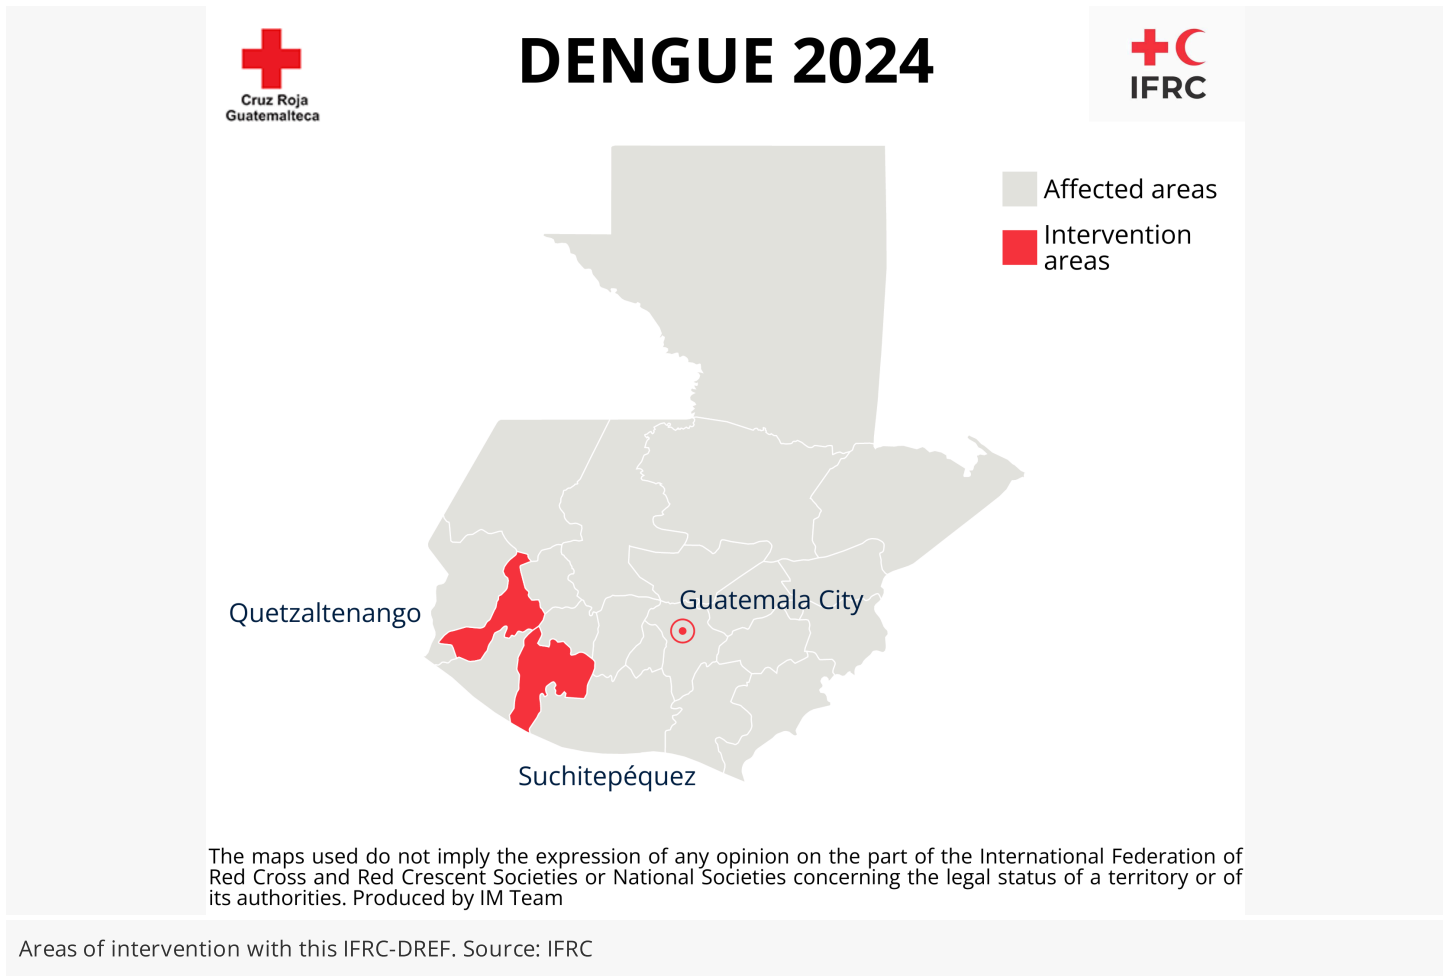 Cruz Roja
Guatemalteca
DENGUE 2024
IFRC
Affected areas
Intervention
areas
Quetzaltenango
Guatemala City
Suchitepéquez
The maps used do not imply the expression of any opinion on the part of the International Federation of
Red Cross and Red Crescent Societies or National Societies concerning the legal status of a territory or of
its authorities. Produced by IM Team
Areas of intervention with this IFRC-DREF. Source: IFRC